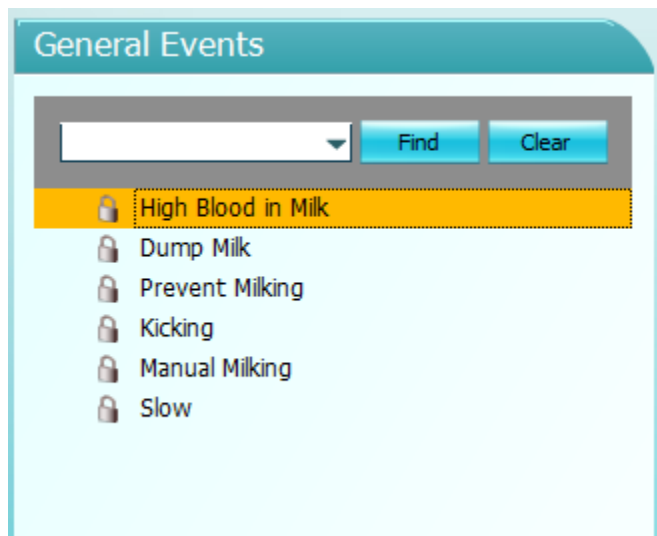 General Events
Find Clear
High Blood in Milk
Dump Milk
Prevent Milking
Kicking
Manual Milking
Slow